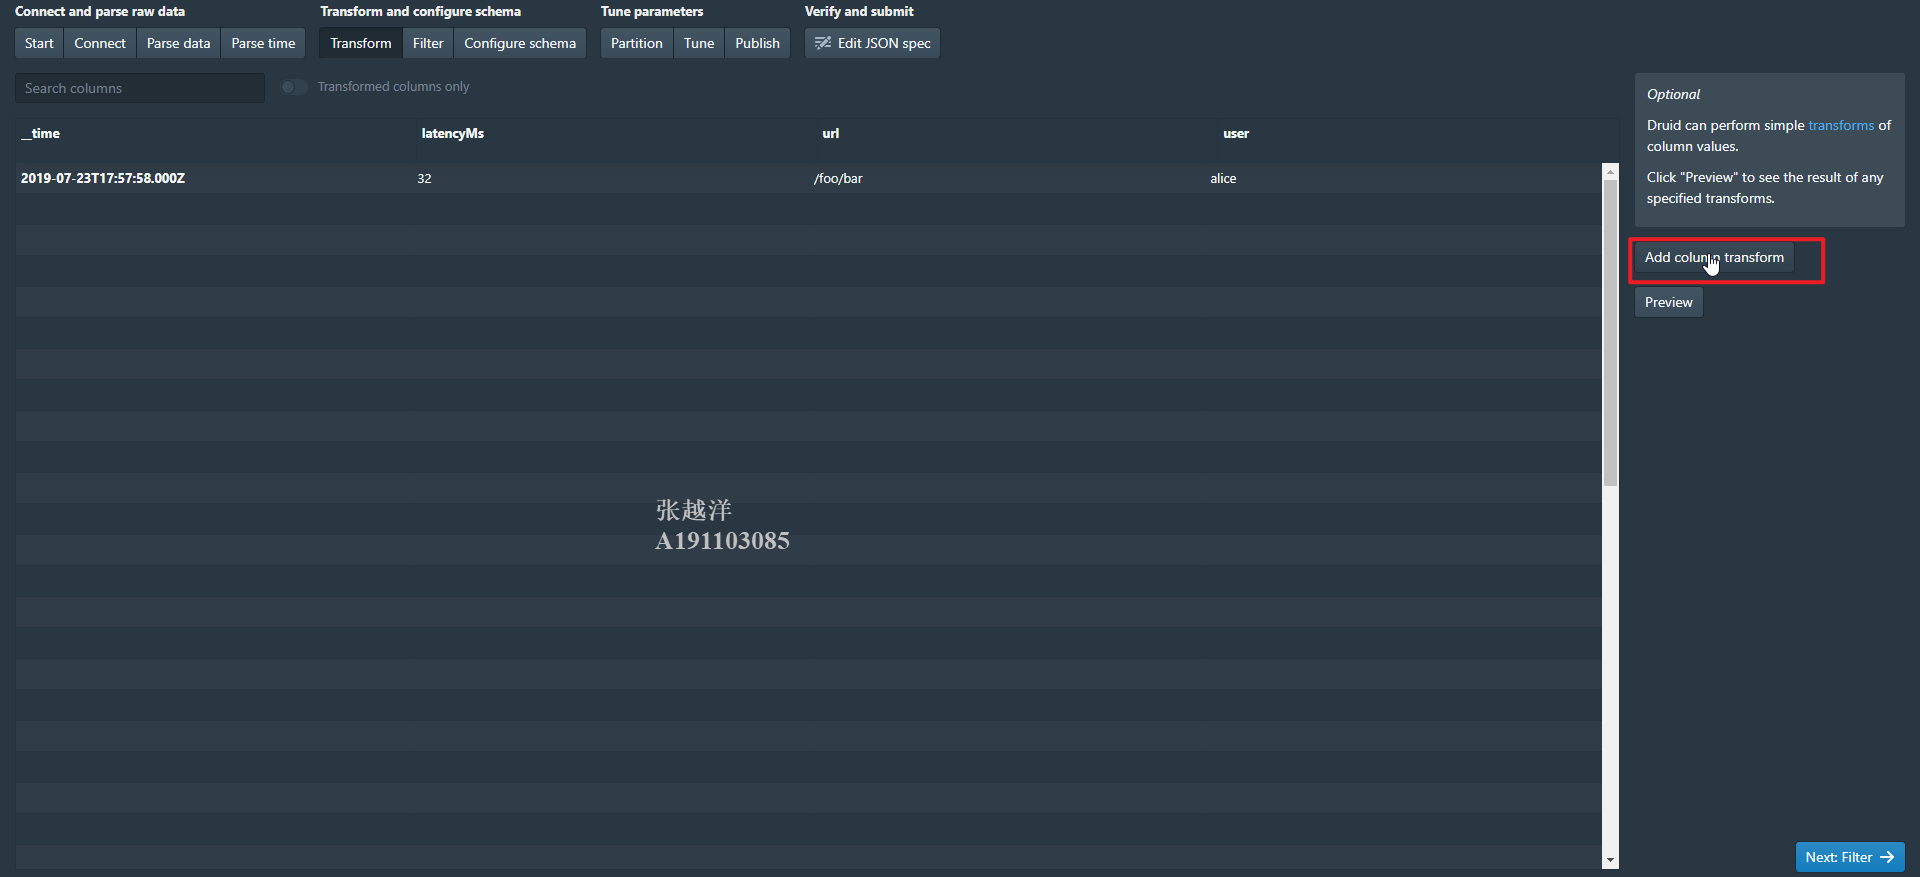 Connect and parse raw data Transform and configure schema Tune parameters Verify and submit
Start Connect Parse data Parse time Transform Filter Configure schema Partition Tune Publish Edit JSON spec
Search columns Transformed columns only
__time latencyMs url user
2019-07-23T17:57:58.000Z 32 /foo/bar alice
Optional
Druid can perform simple transforms of
column values.
Click "Preview" to see the result of any
specified transforms.
Add column transform
Preview
张越洋
A191103085
Next: Filter